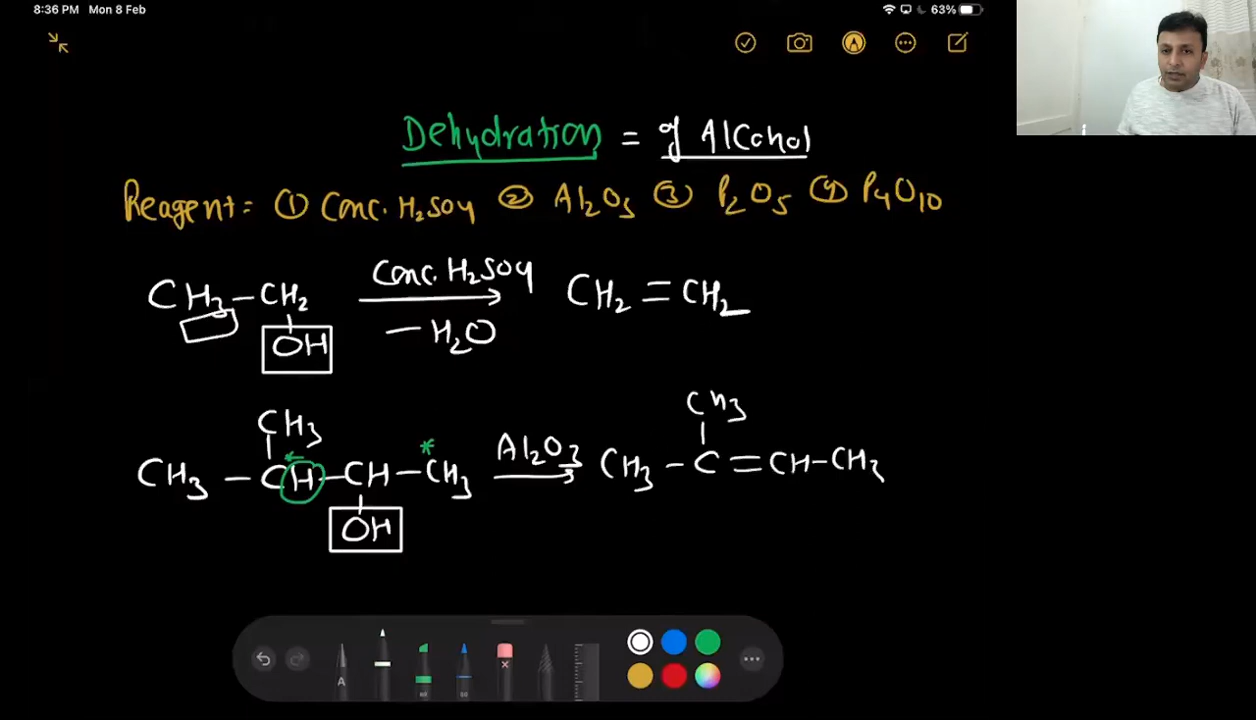 8:36 PM Mon 8 Feb 63%
Dehydration = of Alcohol
Reagent:= ① Conc. H₂SO₄ ② Al₂O₃ ③ P₂O₅ ④ P₄O₁₀
CH₃–CH₂ Conc. H₂SO₄ CH₂=CH₂
OH – H₂O
CH₃ CH₃
CH₃ – CH – CH – CH₃ * Al₂O₃ CH₃ – C = CH – CH₃
OH
A